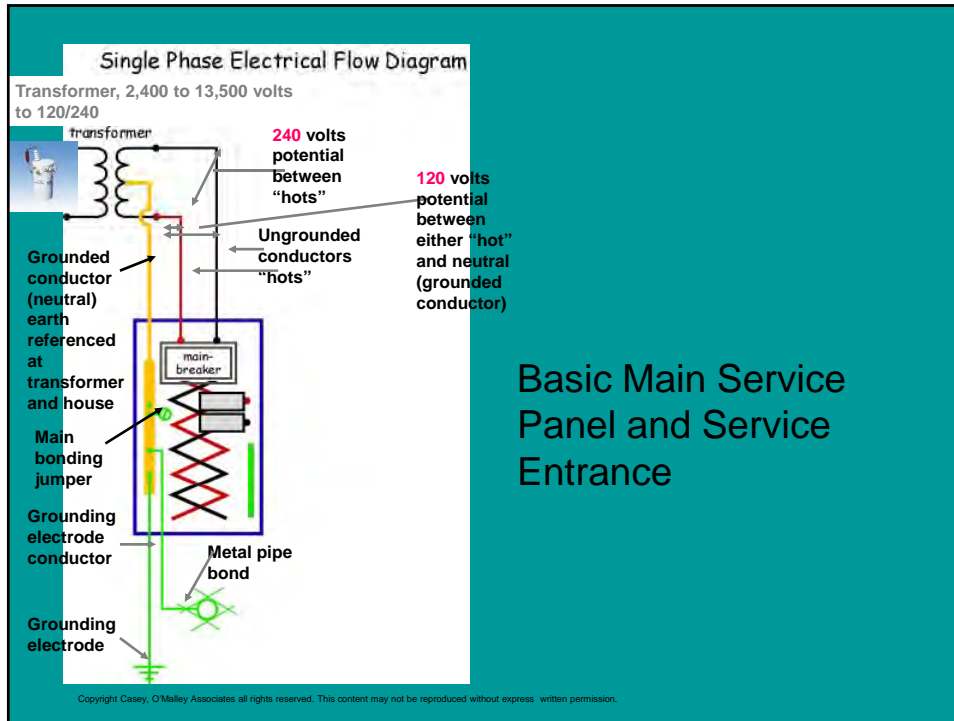 Single Phase Electrical Flow Diagram
Transformer, 2,400 to 13,500 volts
to 120/240
transformer
240 volts
potential
between
“hots”
120 volts
potential
between
either “hot”
and neutral
(grounded
conductor)
Ungrounded
conductors
“hots”
Grounded
conductor
(neutral)
earth
referenced
at
transformer
and house
main-
breaker
Main
bonding
jumper
Grounding
electrode
conductor
Metal pipe
bond
Grounding
electrode
Basic Main Service
Panel and Service
Entrance
Copyright Casey, O’Malley Associates all rights reserved. This content may not be reproduced without express written permission.